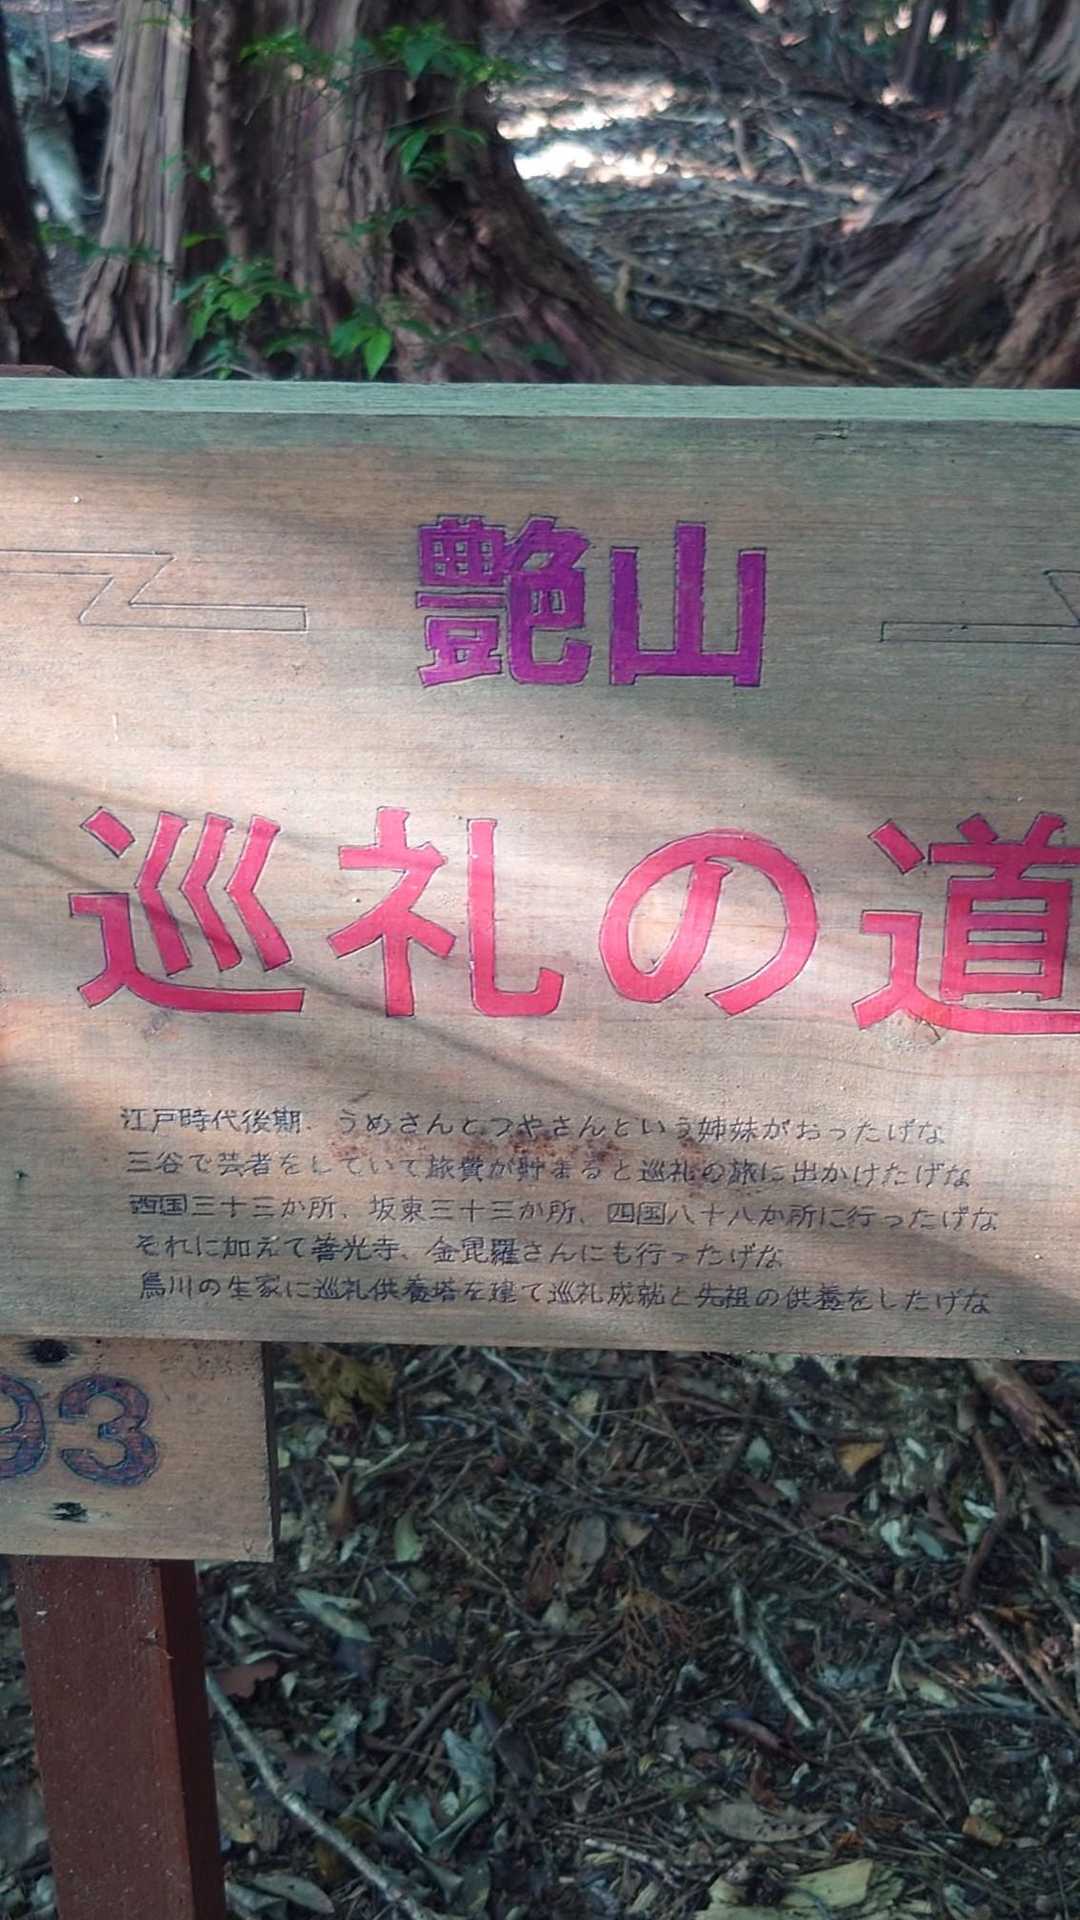 艶山
巡礼の道
江戸時代後期、うめさんとつやさんという姉妹がおったげな
三谷で芸者をしていて旅費が貯まると巡礼の旅に出かけたげな
西国三十三か所、坂東三十三か所、四国八十八か所に行ったげな
それに加えて善光寺、金毘羅さんにも行ったげな
鳥川の生家に巡礼供養塔を建て巡礼成就と先祖の供養をしたげな
93